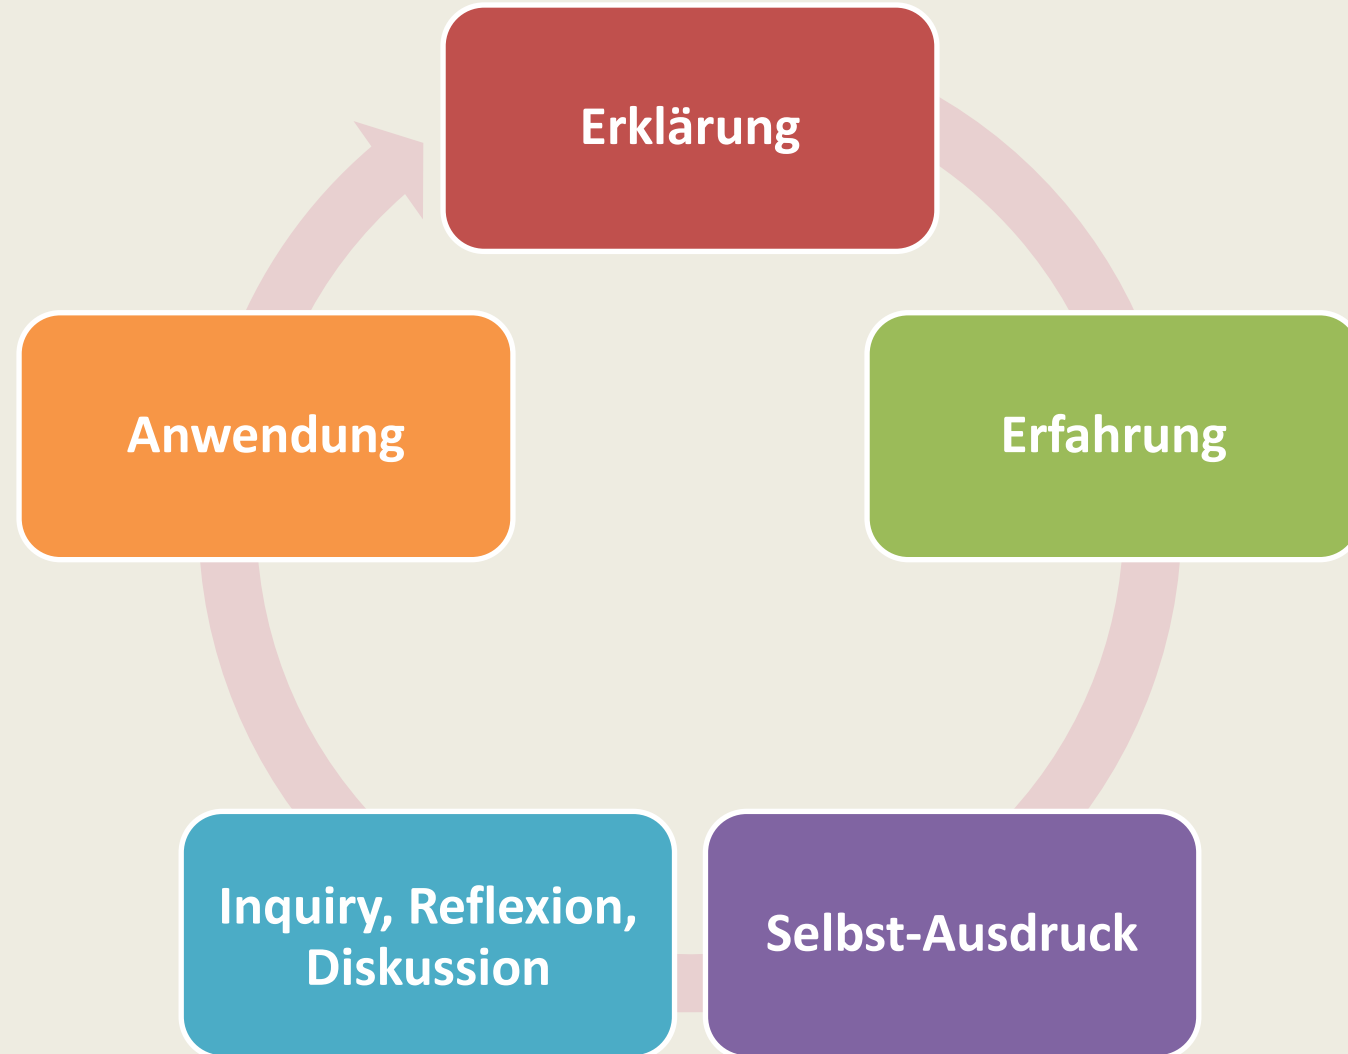 Erklärung
Erfahrung
Selbst-Ausdruck
Inquiry, Reflexion,
Diskussion
Anwendung